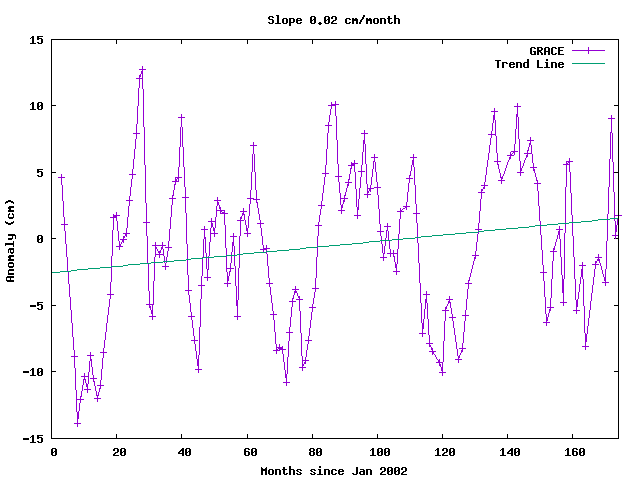 Slope 0.02 cm/month
GRACE
Trend Line
15
10
5
0
-5
-10
-15
Anomaly (cm)
0 20 40 60 80 100 120 140 160
Months since Jan 2002